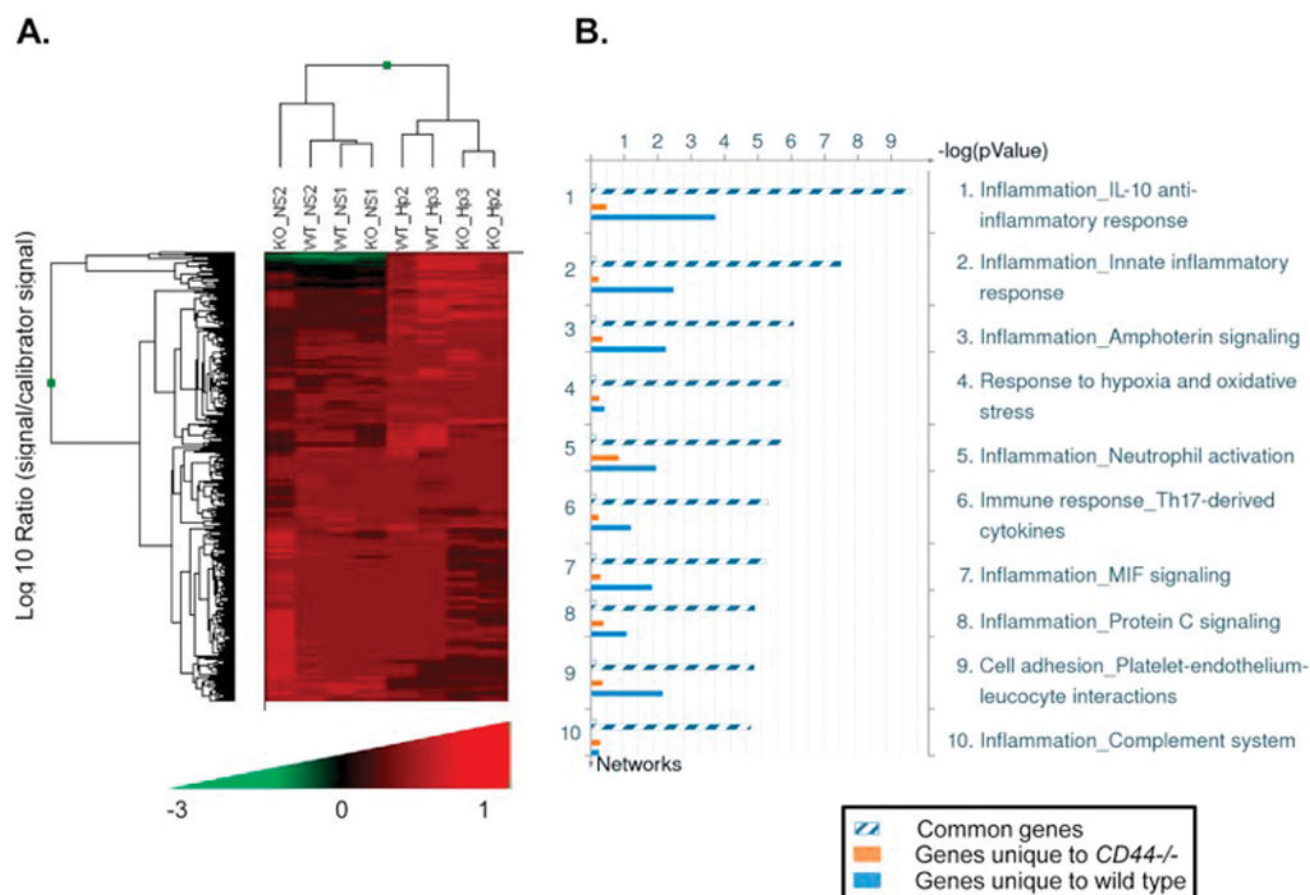 A.
B.
KO_NS2
WT_NS2
WT_NS1
KO_NS1
WT_Hp2
WT_Hp3
KO_Hp3
KO_Hp2
Log 10 Ratio (signal/calibrator signal)
-3
0
1
1 2 3 4 5 6 7 8 9
-log(pValue)
1
2
3
4
5
6
7
8
9
10
Networks
1. Inflammation_IL-10 anti-
inflammatory response
2. Inflammation_Innate inflammatory
response
3. Inflammation_Amphoterin signaling
4. Response to hypoxia and oxidative
stress
5. Inflammation_Neutrophil activation
6. Immune response_Th17-derived
cytokines
7. Inflammation_MIF signaling
8. Inflammation_Protein C signaling
9. Cell adhesion_Platelet-endothelium-
leucocyte interactions
10. Inflammation_Complement system
Common genes
Genes unique to CD44-/-
Genes unique to wild type